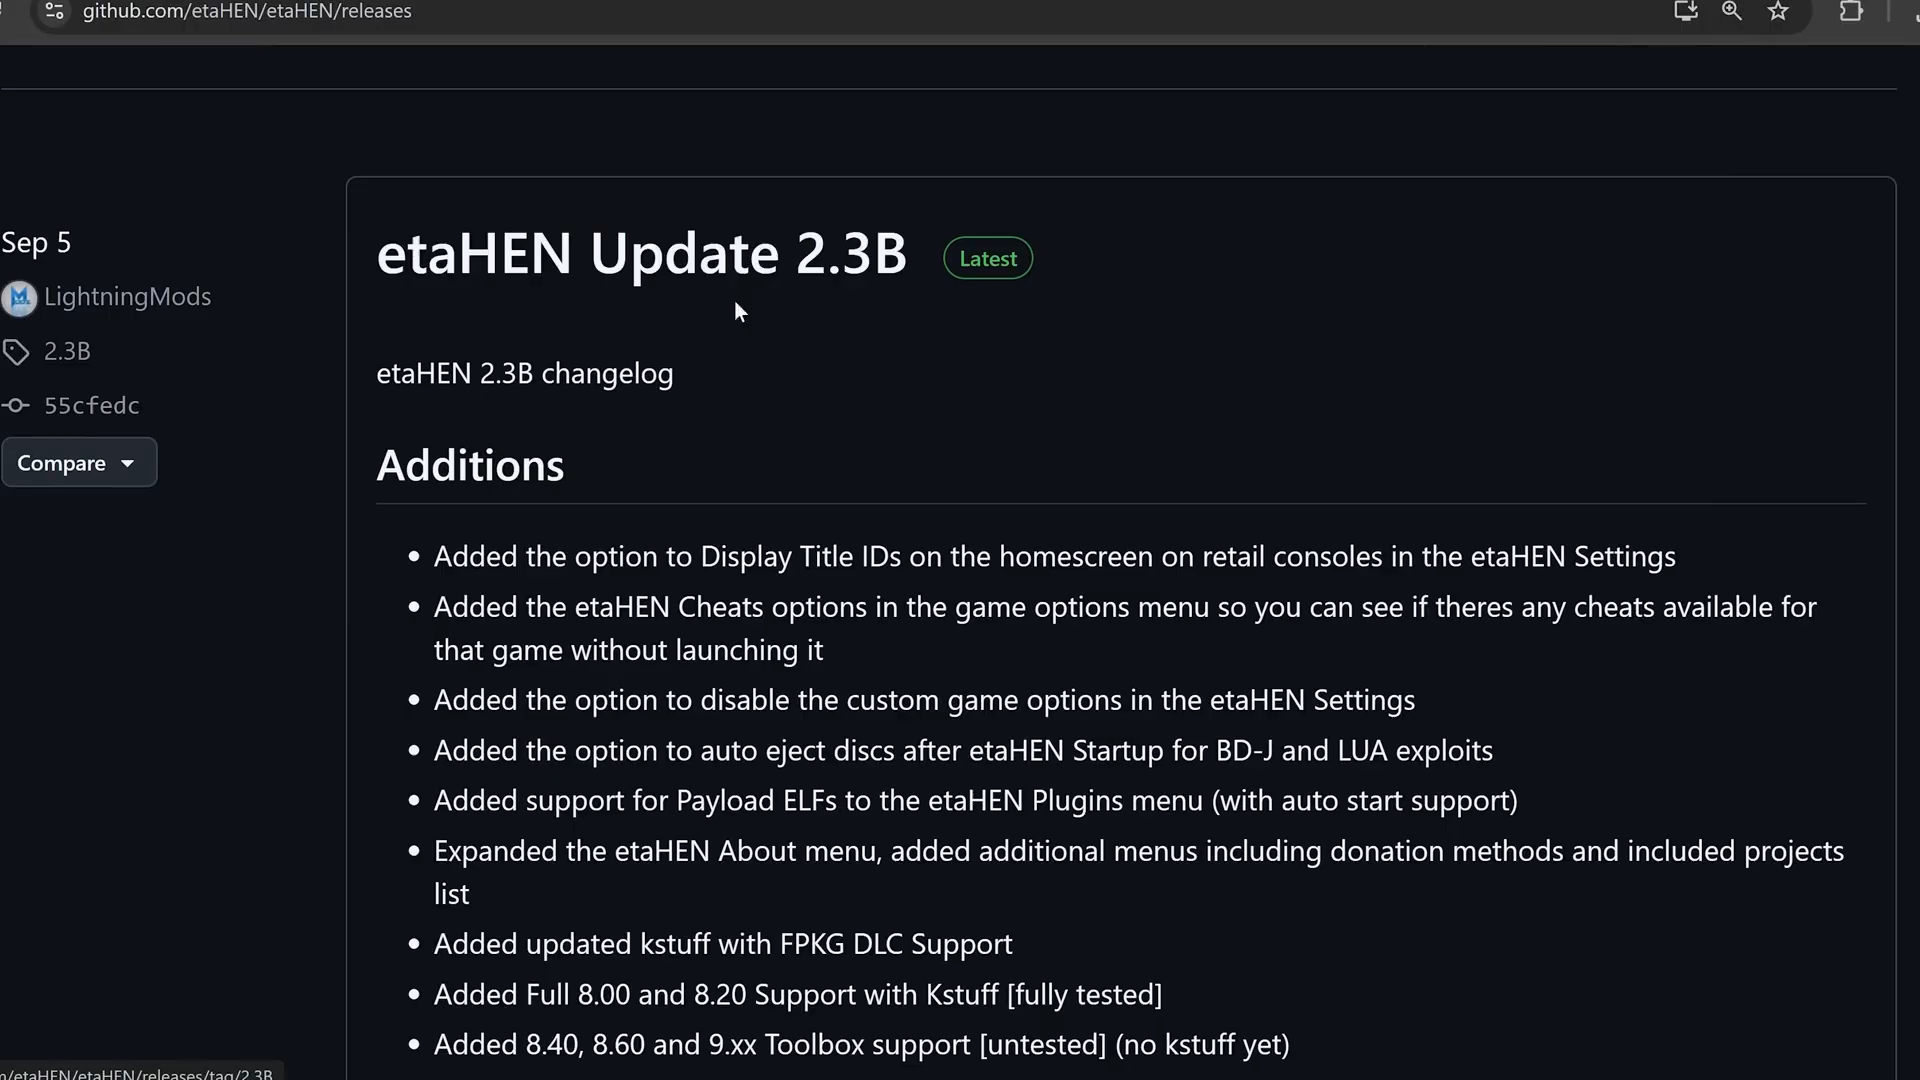 github.com/etaHEN/etaHEN/releases
Sep 5
LightningMods
2.3B
55cfedc
Compare
etaHEN Update 2.3B
Latest
etaHEN 2.3B changelog
Additions
• Added the option to Display Title IDs on the homescreen on retail consoles in the etaHEN Settings
• Added the etaHEN Cheats options in the game options menu so you can see if theres any cheats available for
that game without launching it
• Added the option to disable the custom game options in the etaHEN Settings
• Added the option to auto eject discs after etaHEN Startup for BD-J and LUA exploits
• Added support for Payload ELFs to the etaHEN Plugins menu (with auto start support)
• Expanded the etaHEN About menu, added additional menus including donation methods and included projects
list
• Added updated kstuff with FPKG DLC Support
• Added Full 8.00 and 8.20 Support with Kstuff [fully tested]
• Added 8.40, 8.60 and 9.xx Toolbox support [untested] (no kstuff yet)
/etaHEN/etaHEN/releases/tag/2.3B